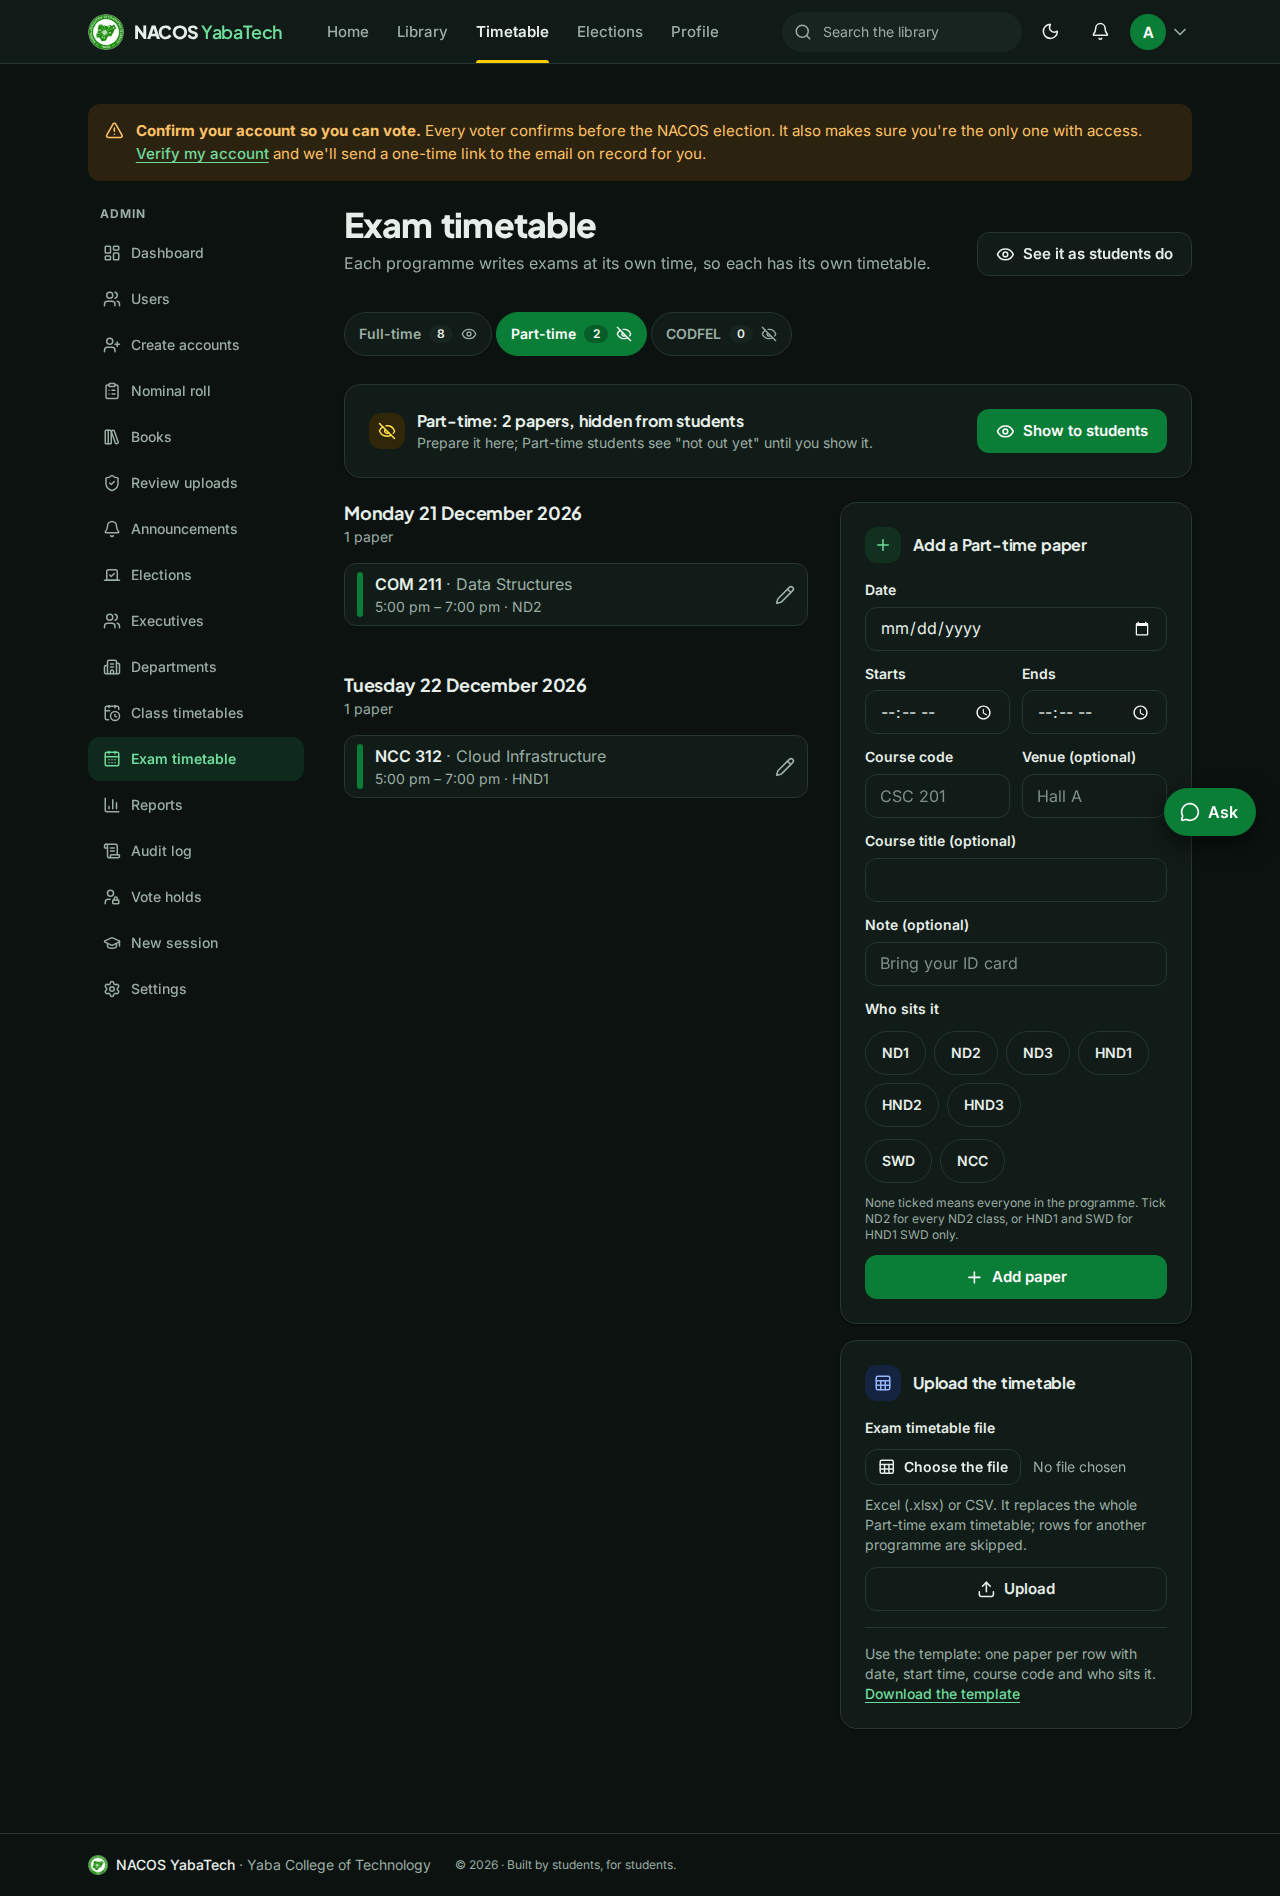 NACOS YabaTech
Home
Library
Timetable
Elections
Profile
Search the library
A
Confirm your account so you can vote. Every voter confirms before the NACOS election. It also makes sure you're the only one with access.
Verify my account and we'll send a one-time link to the email on record for you.
ADMIN
Dashboard
Users
Create accounts
Nominal roll
Books
Review uploads
Announcements
Elections
Executives
Departments
Class timetables
Exam timetable
Reports
Audit log
Vote holds
New session
Settings
Exam timetable
Each programme writes exams at its own time, so each has its own timetable.
See it as students do
Full-time 8
Part-time 2
CODFEL 0
Part-time: 2 papers, hidden from students
Prepare it here; Part-time students see "not out yet" until you show it.
Show to students
Monday 21 December 2026
1 paper
COM 211 · Data Structures
5:00 pm – 7:00 pm · ND2
Tuesday 22 December 2026
1 paper
NCC 312 · Cloud Infrastructure
5:00 pm – 7:00 pm · HND1
Add a Part-time paper
Date
mm/dd/yyyy
Starts
Ends
--:-- --
--:-- --
Course code
Venue (optional)
CSC 201
Hall A
Course title (optional)
Note (optional)
Bring your ID card
Who sits it
ND1
ND2
ND3
HND1
HND2
HND3
SWD
NCC
None ticked means everyone in the programme. Tick
ND2 for every ND2 class, or HND1 and SWD for
HND1 SWD only.
Add paper
Ask
Upload the timetable
Exam timetable file
Choose the file
No file chosen
Excel (.xlsx) or CSV. It replaces the whole
Part-time exam timetable; rows for another
programme are skipped.
Upload
Use the template: one paper per row with
date, start time, course code and who sits it.
Download the template
NACOS YabaTech · Yaba College of Technology
© 2026 · Built by students, for students.